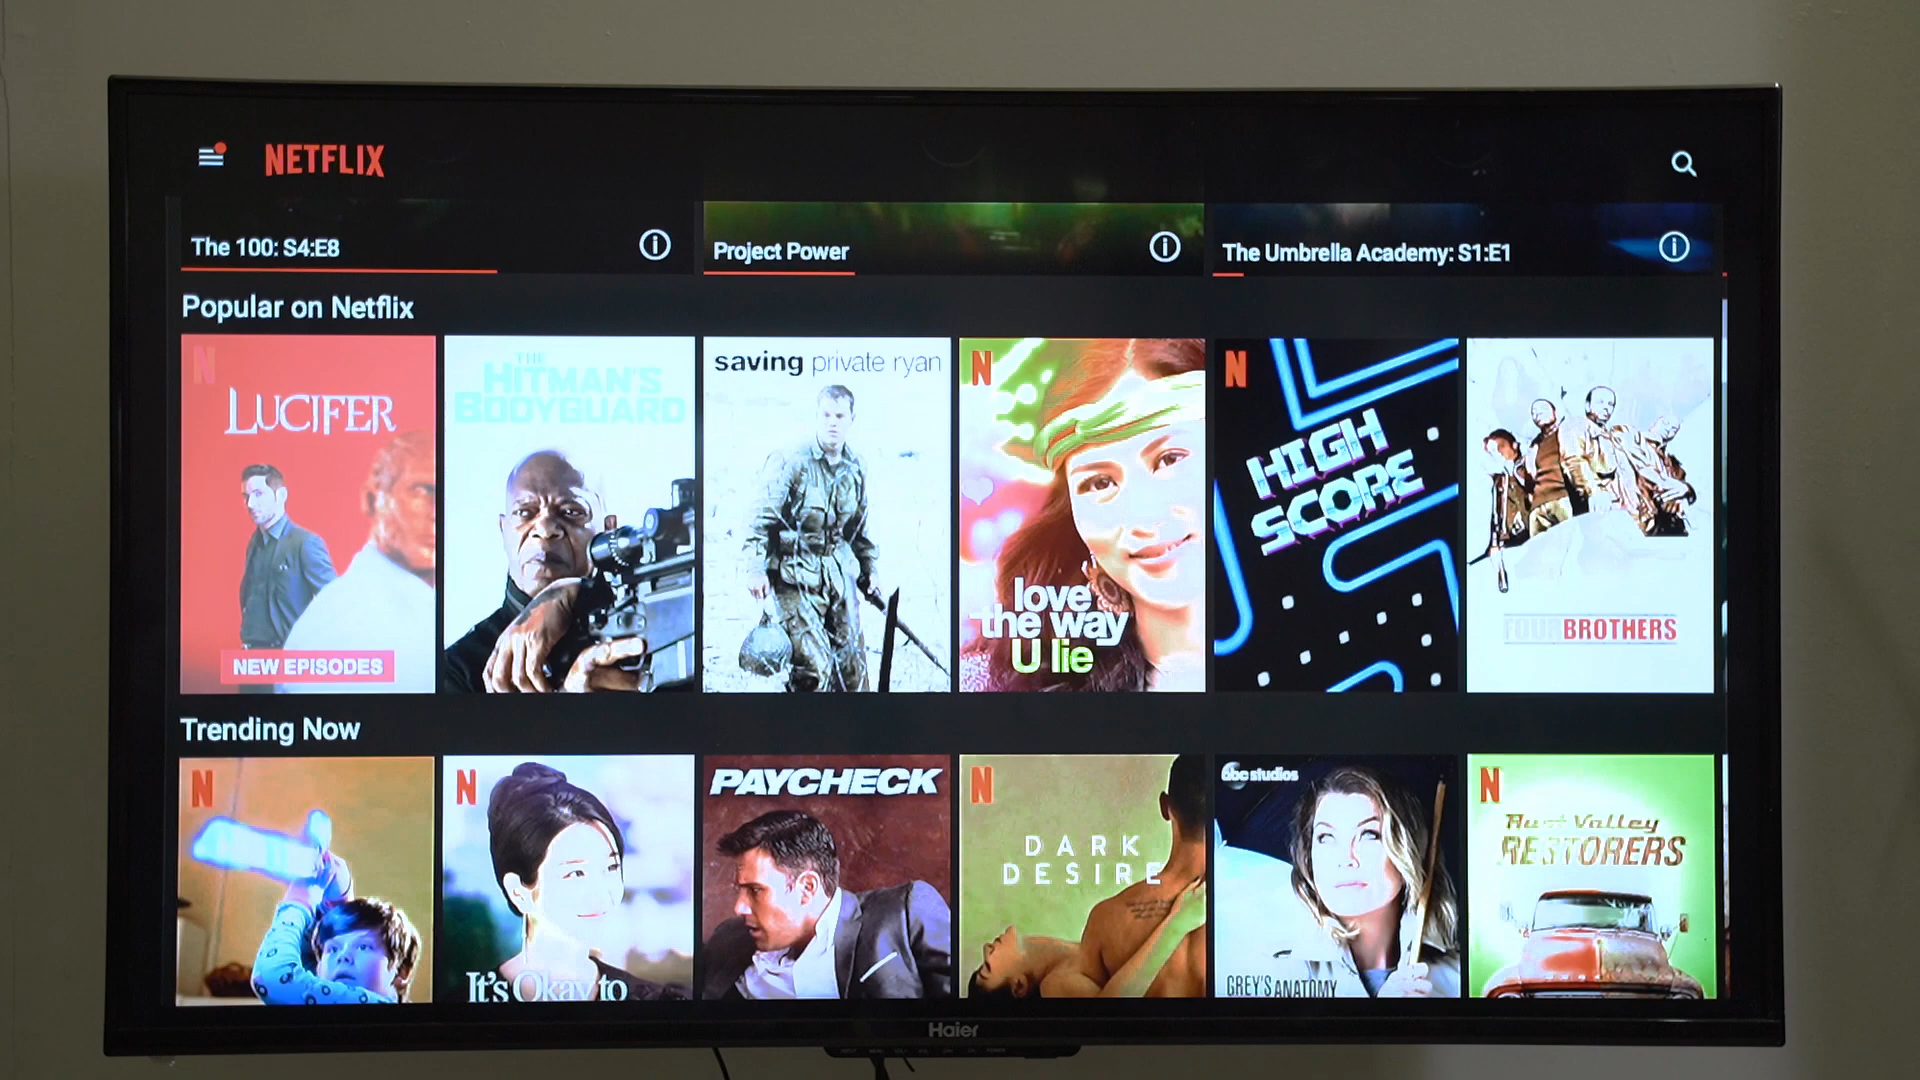 NETFLIX
The 100: S4:E8
Project Power
The Umbrella Academy: S1:E1
Popular on Netflix
N
LUCIFER
NEW EPISODES
THE
HITMAN'S
BODYGUARD
saving private ryan
N
love
the way
U lie
N
HIGH
SCORE
FOUR BROTHERS
Trending Now
N
N
It's Okay to
PAYCHECK
N
DARK
DESIRE
abc studios
GREY'S ANATOMY
N
Rust Valley
RESTORERS
Haier